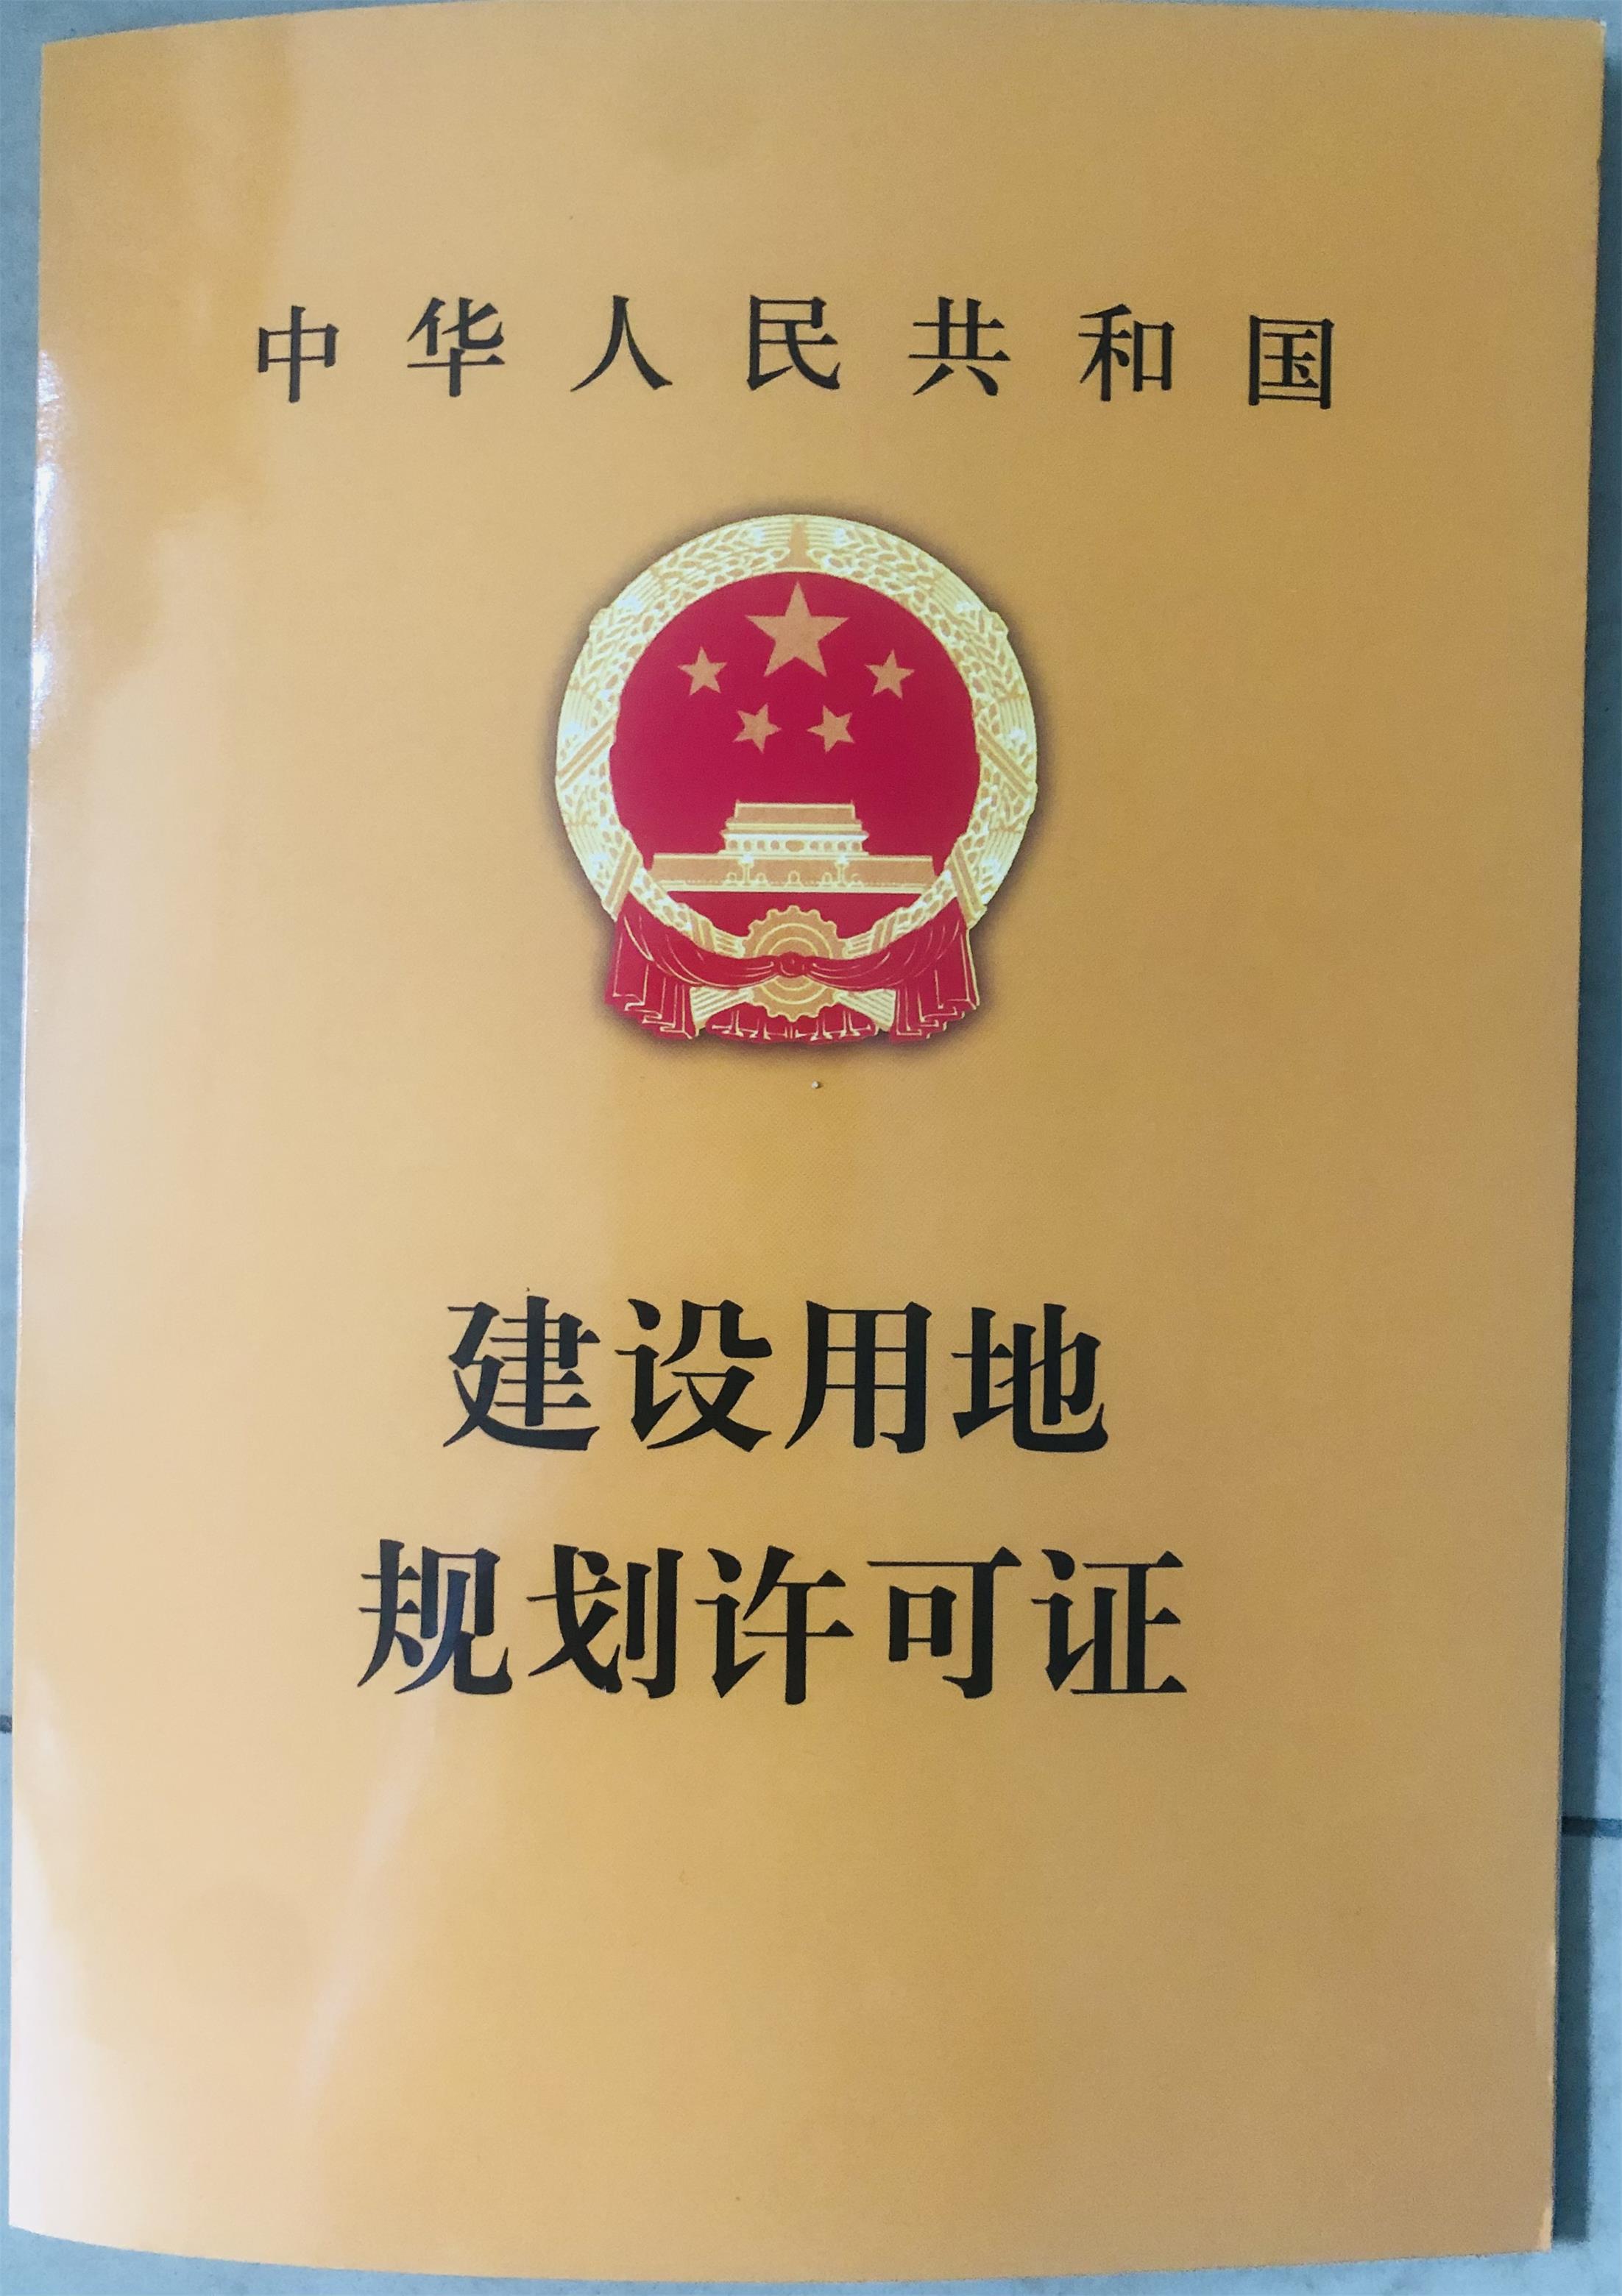 中华人民共和国
建设用地
规划许可证